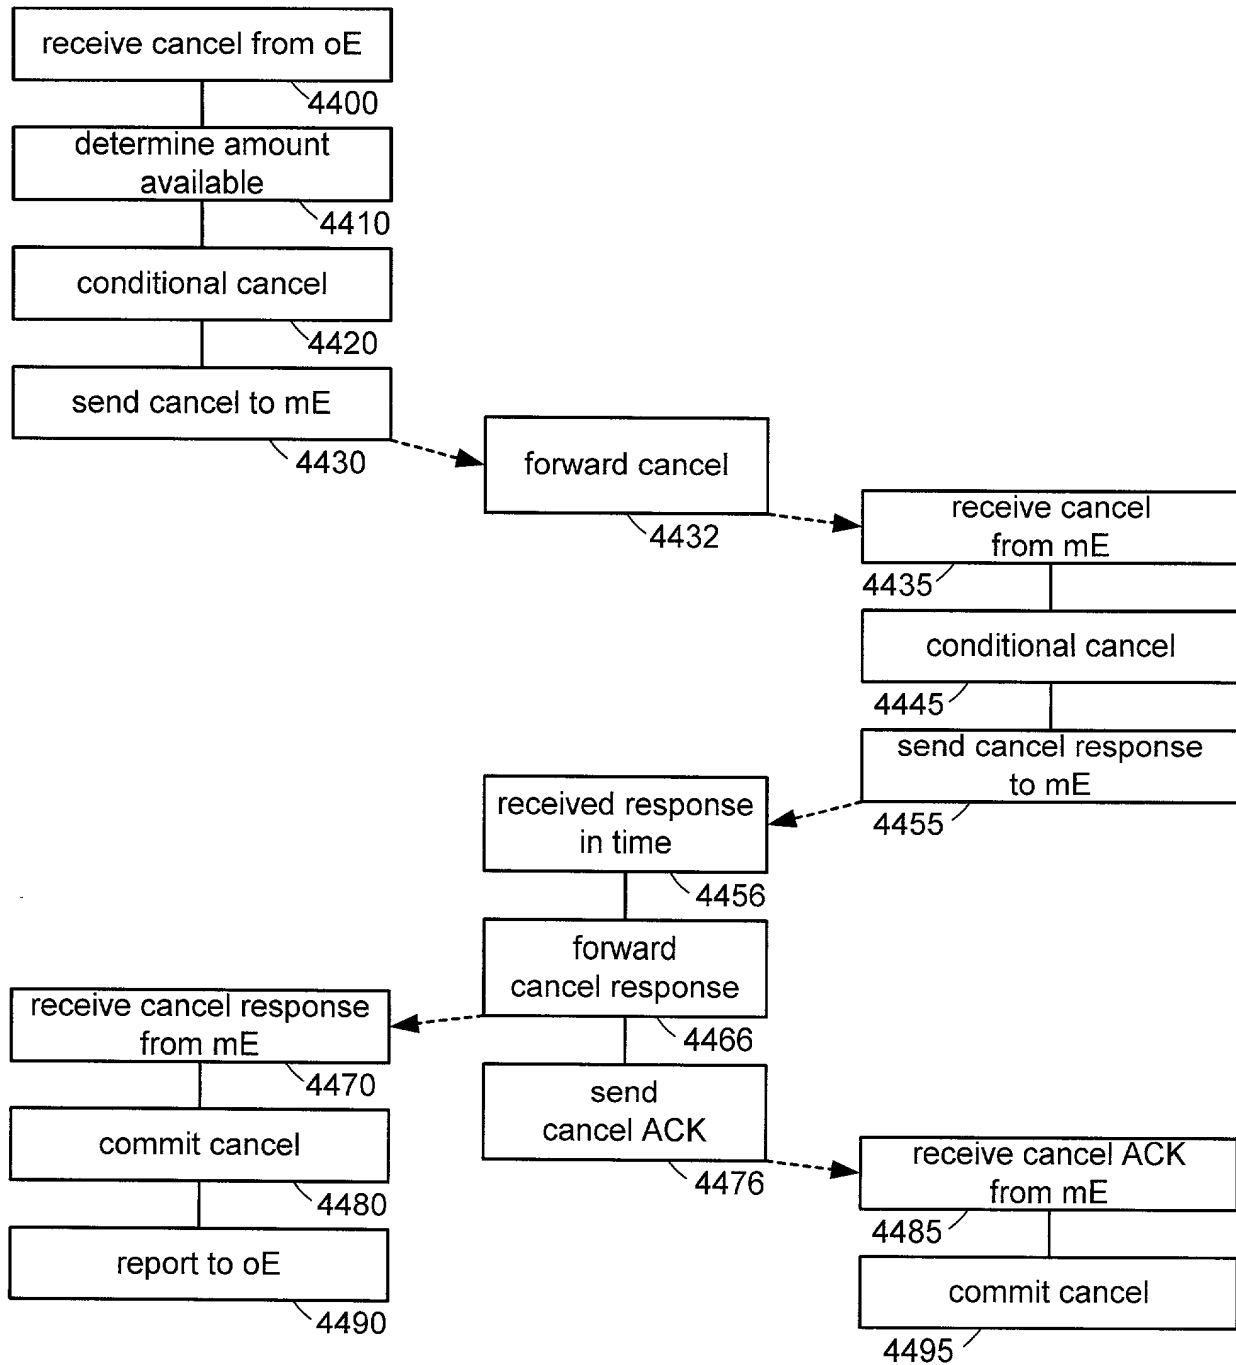 receive cancel from oE
4400
determine amount
available
4410
conditional cancel
4420
send cancel to mE
4430
forward cancel
4432
receive cancel
from mE
4435
conditional cancel
4445
send cancel response
to mE
4455
received response
in time
4456
forward
cancel response
4466
receive cancel response
from mE
4470
commit cancel
4480
report to oE
4490
send
cancel ACK
4476
receive cancel ACK
from mE
4485
commit cancel
4495